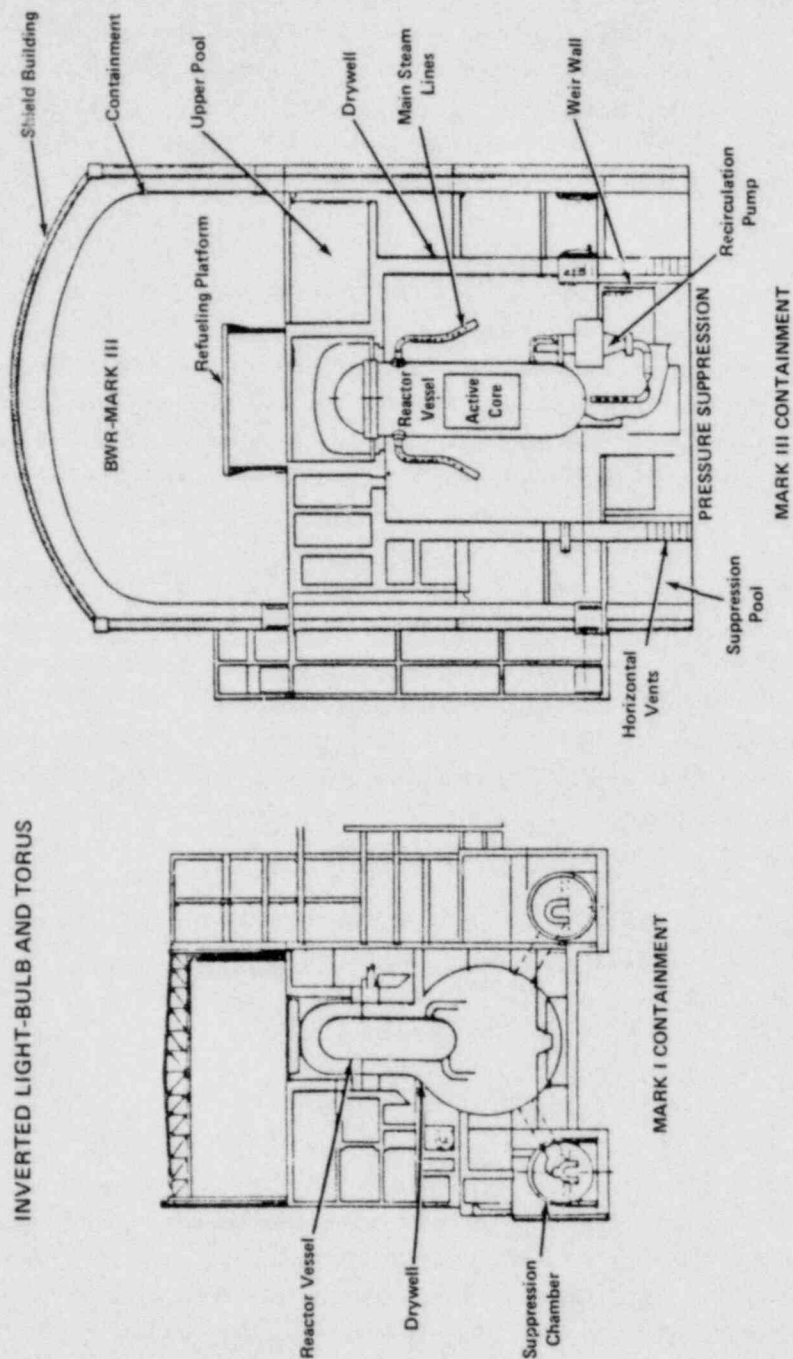 INVERTED LIGHT-BULB AND TORUS
Reactor Vessel
Drywell
Suppression
Chamber
MARK I CONTAINMENT
Shield Building
Containment
Upper Pool
Refueling Platform
BWR-MARK III
Drywell
Main Steam
Lines
Reactor
Vessel
Active
Core
Weir Wall
Recirculation
Pump
PRESSURE SUPPRESSION
Horizontal
Vents
Suppression
Pool
MARK III CONTAINMENT